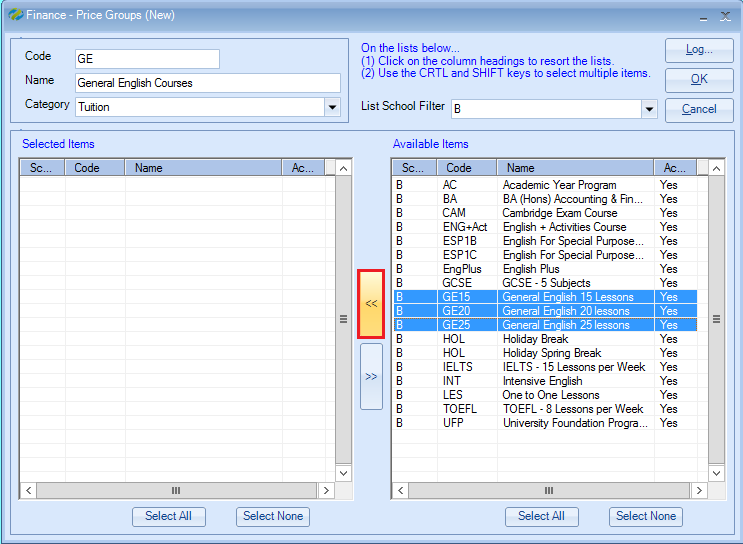 Finance - Price Groups (New)
Code GE
Name General English Courses
Category Tuition
On the lists below...
(1) Click on the column headings to resort the lists.
(2) Use the CRTL and SHIFT keys to select multiple items.
List School Filter B
Log...
OK
Cancel
Selected Items
Sc... Code Name Ac...
<<
>>
Select All Select None
Available Items
Sc... Code Name Ac...
B AC Academic Year Program Yes
B BA BA (Hons) Accounting & Fin... Yes
B CAM Cambridge Exam Course Yes
B ENG+Act English + Activities Course Yes
B ESP1B English For Special Purpose... Yes
B ESP1C English For Special Purpose... Yes
B EngPlus English Plus Yes
B GCSE GCSE - 5 Subjects Yes
B GE15 General English 15 Lessons Yes
B GE20 General English 20 lessons Yes
B GE25 General English 25 lessons Yes
B HOL Holiday Break Yes
B HOL Holiday Spring Break Yes
B IELTS IELTS - 15 Lessons per Week Yes
B INT Intensive English Yes
B LES One to One Lessons Yes
B TOEFL TOEFL - 8 Lessons per Week Yes
B UFP University Foundation Progra... Yes
Select All Select None